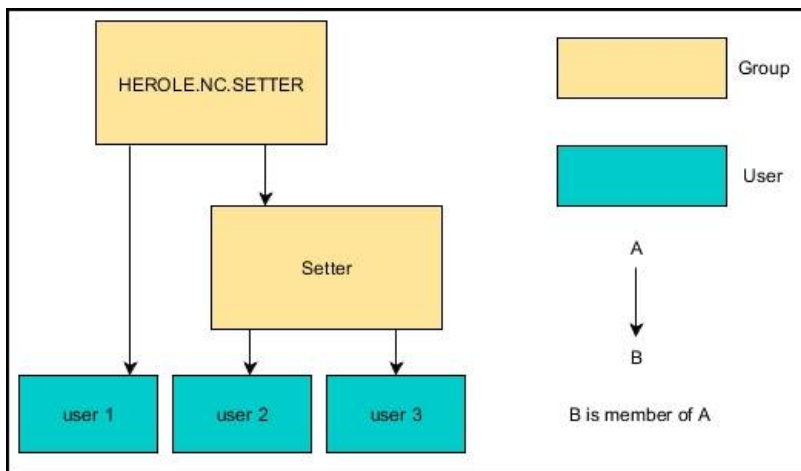 HEROLE.NC.SETTER
Group
User
Setter
A
B
user 1
user 2
user 3
B is member of A